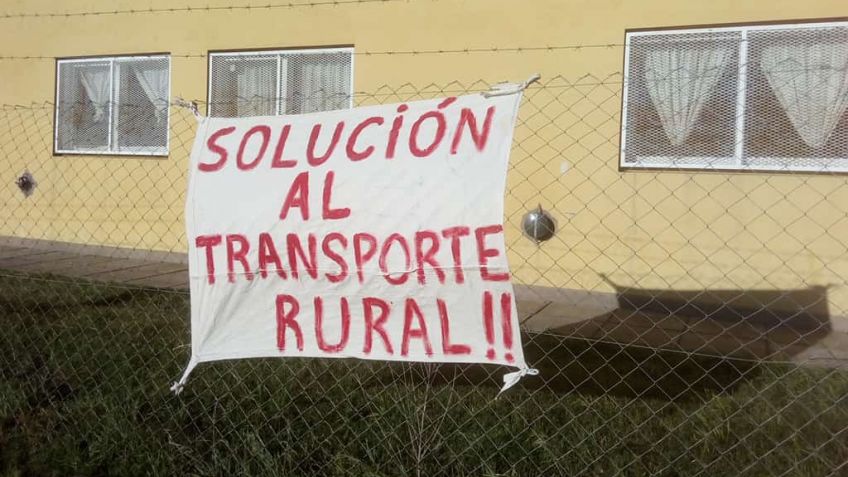 SOLUCIÓN
AL
TRANSPORTE
RURAL!!